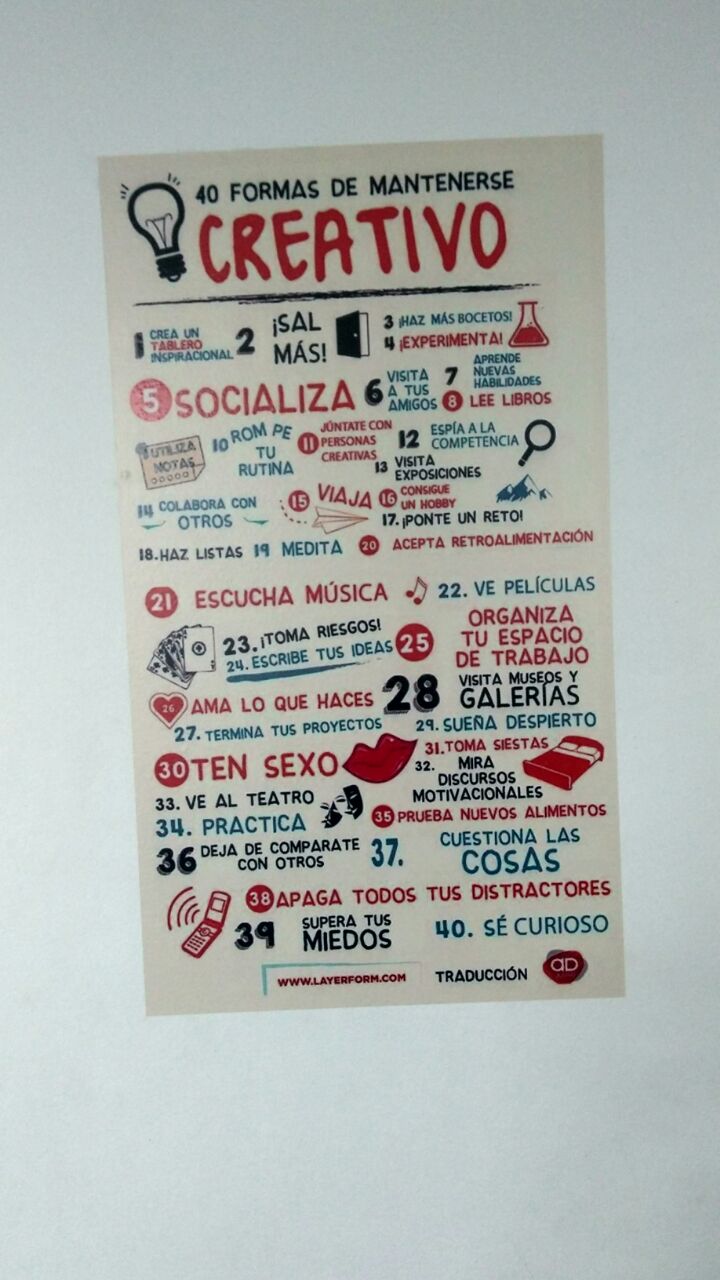 40 FORMAS DE MANTENERSE
CREATIVO
1 CREA UN
TABLERO
INSPIRACIONAL
2 ¡SAL
MÁS!
3 ¡HAZ MÁS BOCETOS!
4 ¡EXPERIMENTA!
5 SOCIALIZA
6 VISITA
A TUS
AMIGOS
7 APRENDE
NUEVAS
HABILIDADES
8 LEE LIBROS
9 UTILIZA
NOTAS
10 ROMPE
TU
RUTINA
11 JÚNTATE CON
PERSONAS
CREATIVAS
12 ESPÍA A LA
COMPETENCIA
13 VISITA
EXPOSICIONES
14 COLABORA CON
OTROS
15 VIAJA
16 CONSIGUE
UN HOBBY
17. ¡PONTE UN RETO!
18. HAZ LISTAS
19 MEDITA
20 ACEPTA RETROALIMENTACIÓN
21 ESCUCHA MÚSICA
22. VE PELÍCULAS
23. ¡TOMA RIESGOS!
24. ESCRIBE TUS IDEAS
25 ORGANIZA
TU ESPACIO
DE TRABAJO
26 AMA LO QUE HACES
27. TERMINA TUS PROYECTOS
28 VISITA MUSEOS Y
GALERÍAS
29. SUEÑA DESPIERTO
30 TEN SEXO
31. TOMA SIESTAS
32. MIRA
DISCURSOS
MOTIVACIONALES
33. VE AL TEATRO
34. PRACTICA
35 PRUEBA NUEVOS ALIMENTOS
36 DEJA DE COMPARATE
CON OTROS
37. CUESTIONA LAS
COSAS
38 APAGA TODOS TUS DISTRACTORES
39 SUPERA TUS
MIEDOS
40. SÉ CURIOSO
WWW.LAYERFORM.COM
TRADUCCIÓN
aD